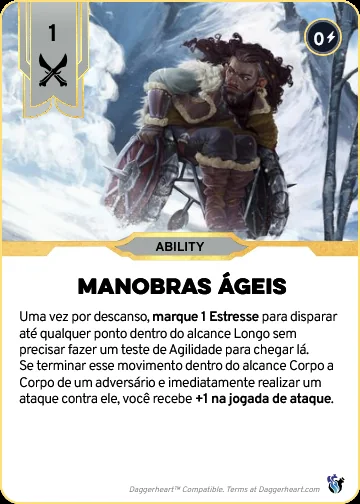 1
0
ABILITY
MANOBRAS ÁGEIS
Uma vez por descanso, marque 1 Estresse para disparar
até qualquer ponto dentro do alcance Longo sem
precisar fazer um teste de Agilidade para chegar lá.
Se terminar esse movimento dentro do alcance Corpo a
Corpo de um adversário e imediatamente realizar um
ataque contra ele, você recebe +1 na jogada de ataque.
Daggerheart™ Compatible. Terms at Daggerheart.com